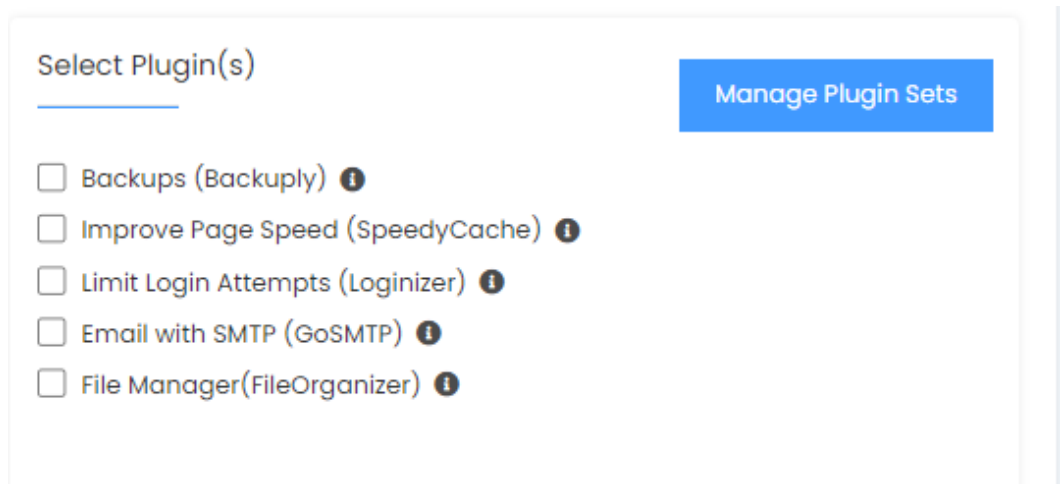 Select Plugin(s)
Manage Plugin Sets
Backups (Backuply)
Improve Page Speed (SpeedyCache)
Limit Login Attempts (Loginizer)
Email with SMTP (GoSMTP)
File Manager(FileOrganizer)